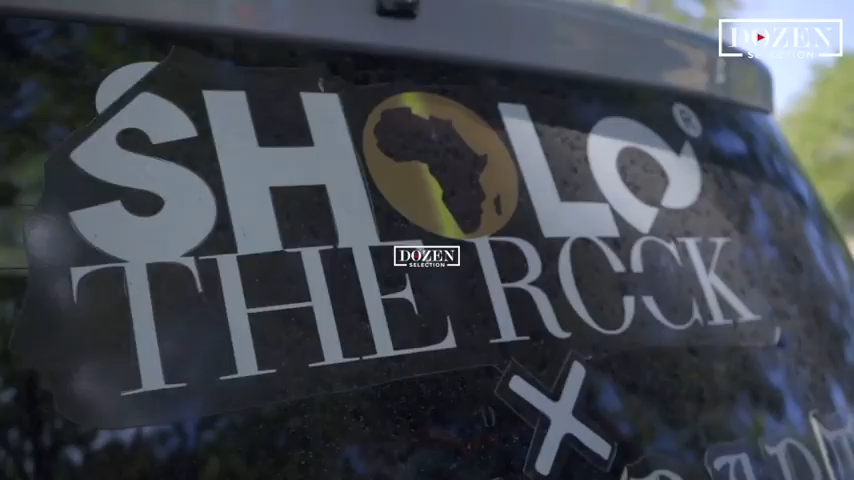 DOZEN
SELECTION
SHOLO
THE ROCK
DOZEN
SELECTION
X